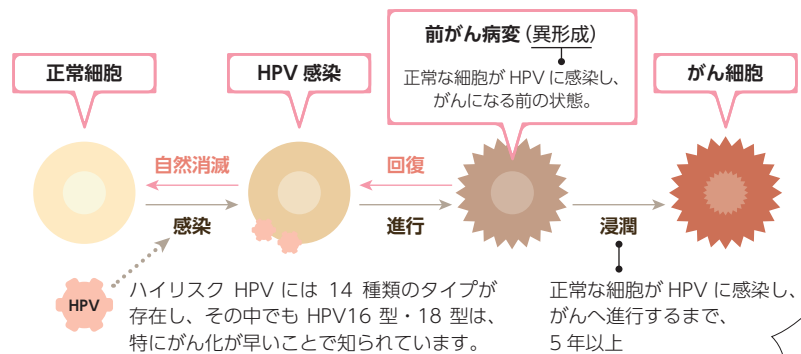 正常細胞
HPV 感染
前がん病変（異形成）
正常な細胞が HPV に感染し、
がんになる前の状態。
がん細胞
自然消滅
感染
回復
進行
浸潤
HPV
ハイリスク HPV には 14 種類のタイプが
存在し、その中でも HPV16 型・18 型は、
特にがん化が早いことで知られています。
正常な細胞が HPV に感染し、
がんへ進行するまで、
5 年以上